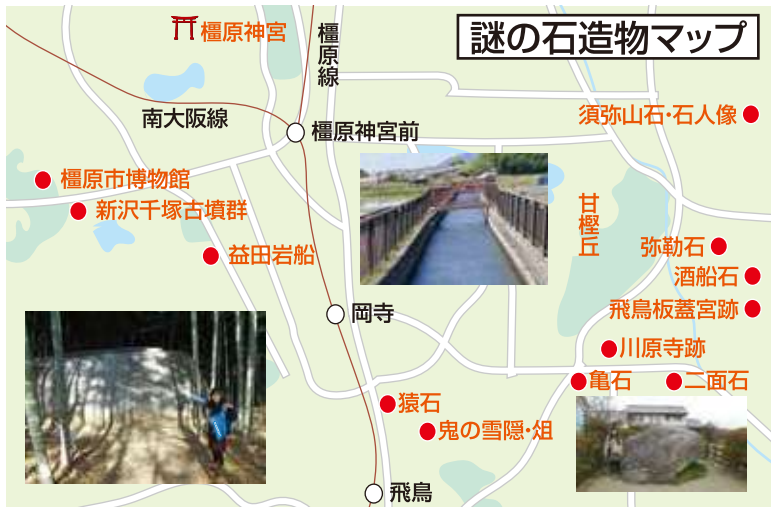 謎の石造物マップ
橿原神宮
橿原線
南大阪線
橿原神宮前
須弥山石・石人像
橿原市博物館
新沢千塚古墳群
甘樫丘
益田岩船
弥勒石
酒船石
飛鳥板蓋宮跡
岡寺
川原寺跡
亀石
二面石
猿石
鬼の雪隠・俎
飛鳥